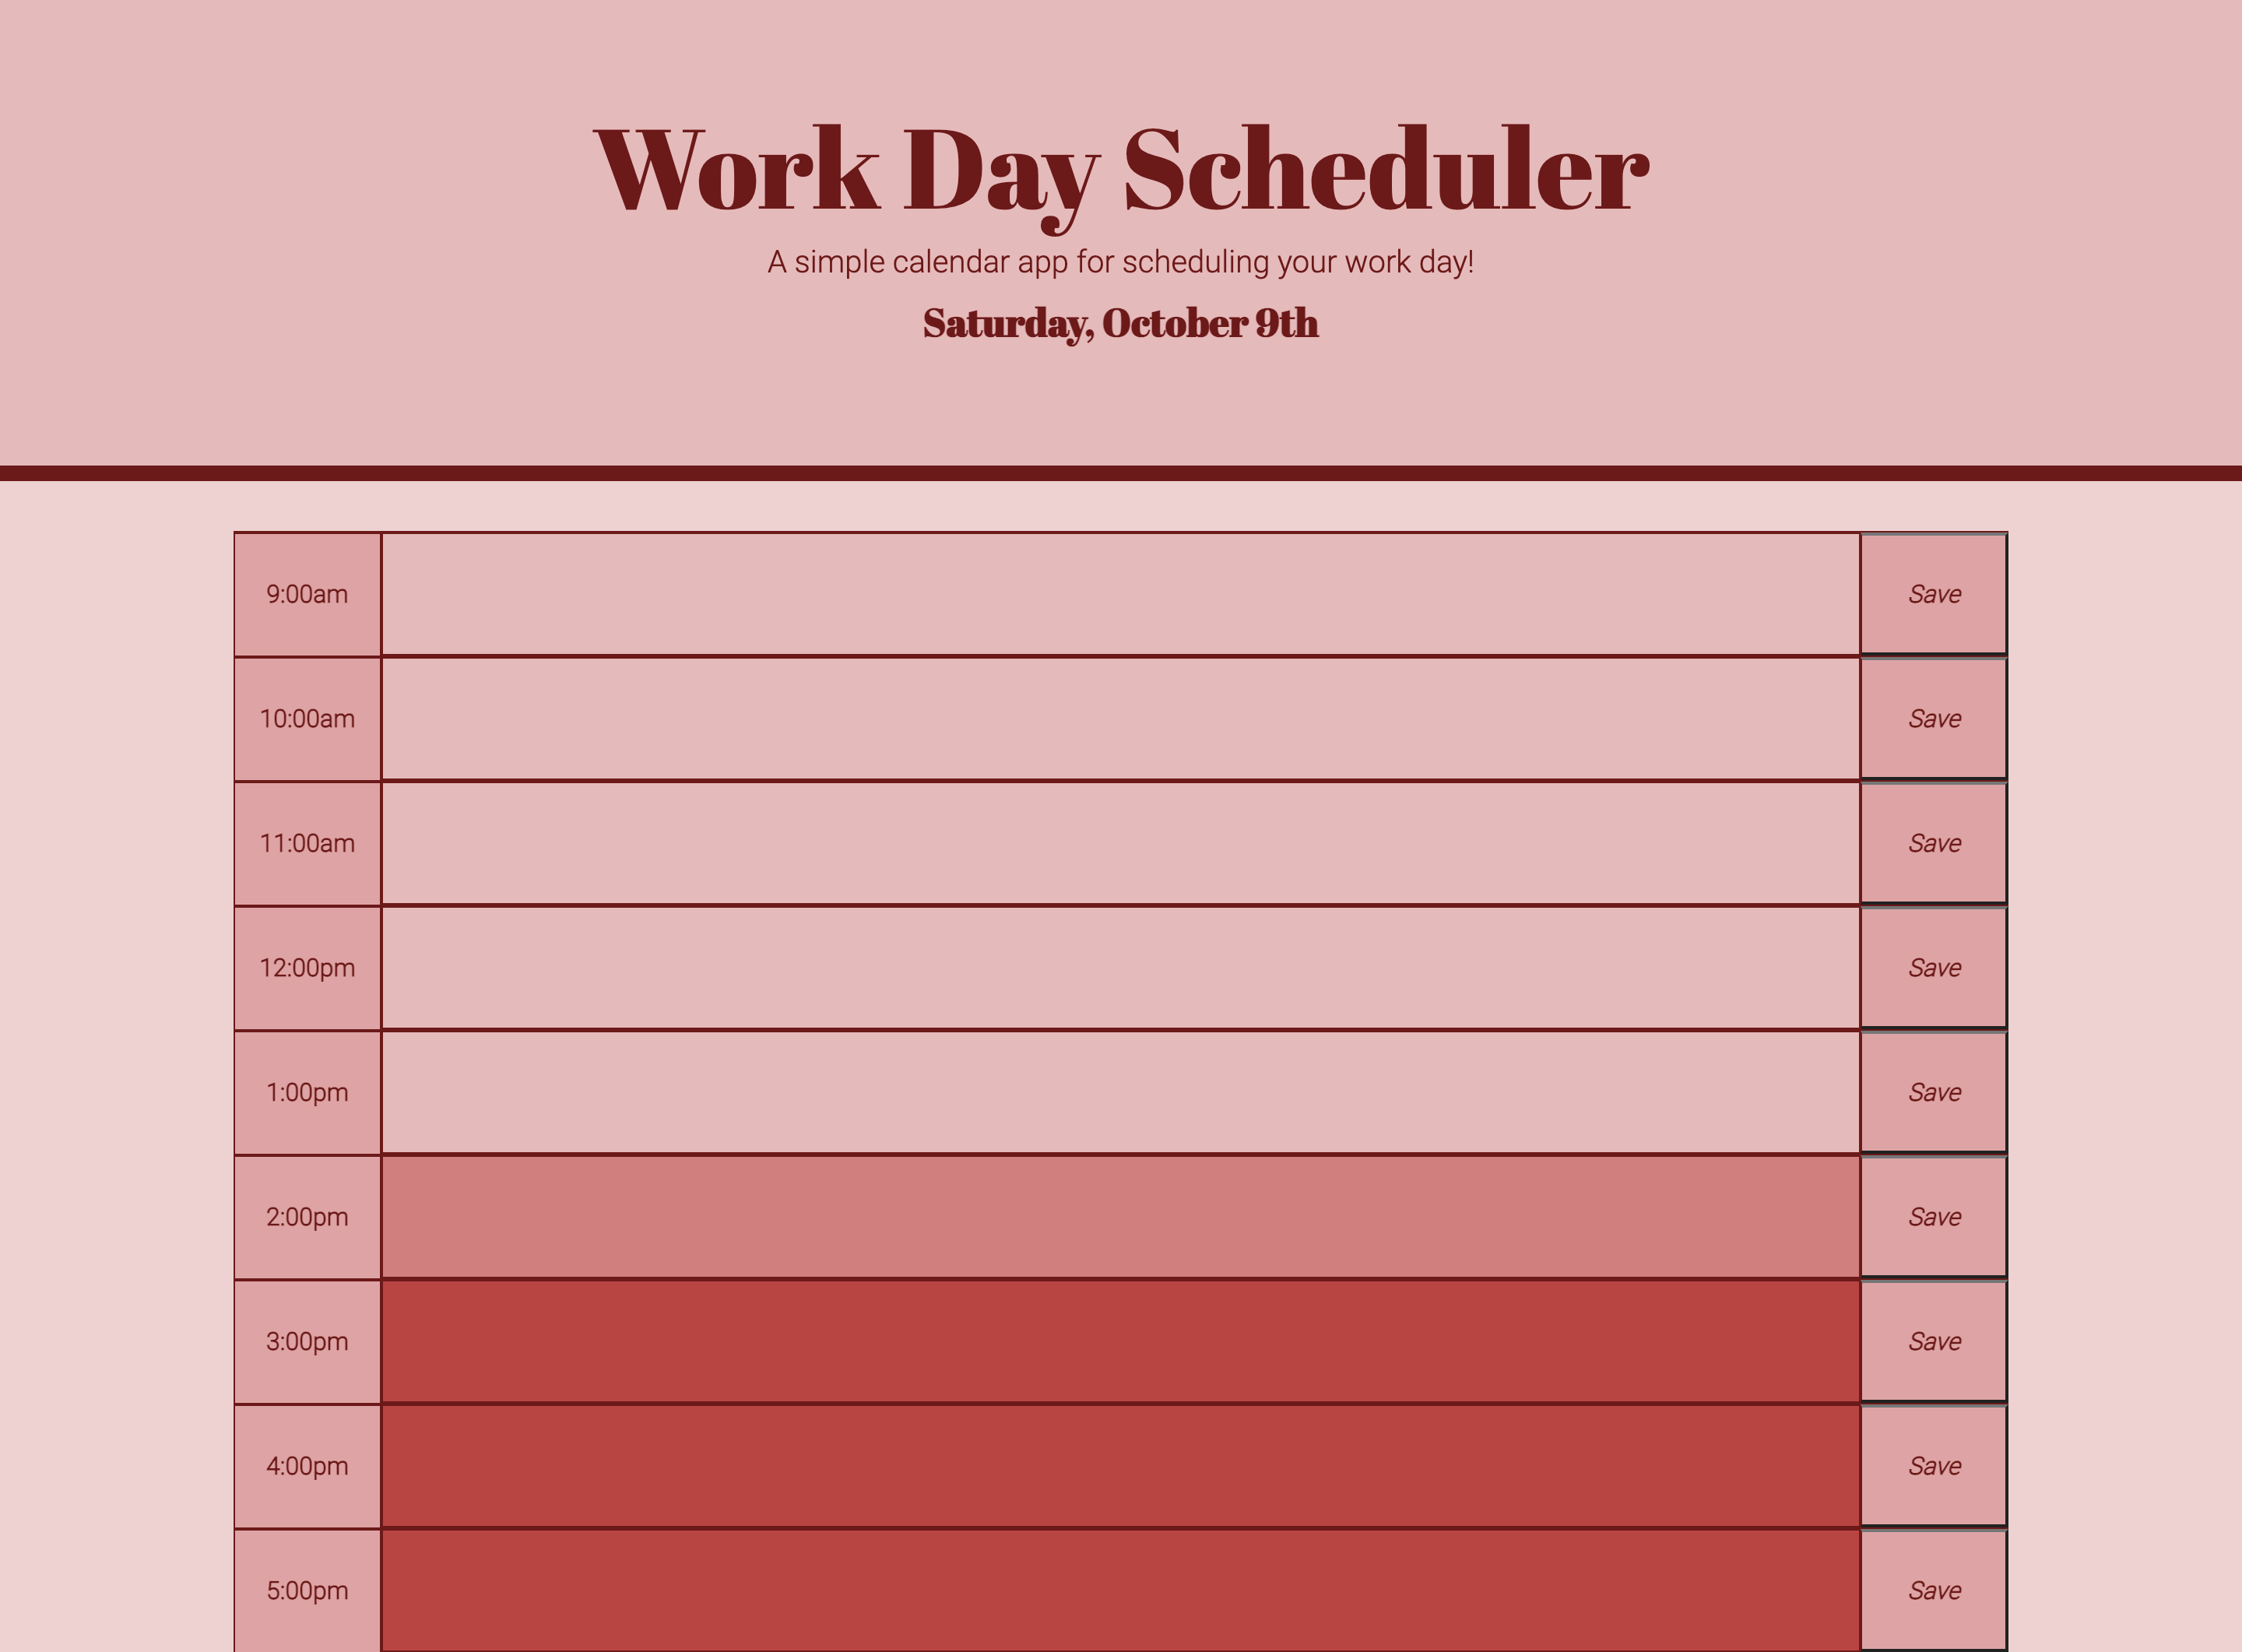 Work Day Scheduler
A simple calendar app for scheduling your work day!
Saturday, October 9th
9:00am Save
10:00am Save
11:00am Save
12:00pm Save
1:00pm Save
2:00pm Save
3:00pm Save
4:00pm Save
5:00pm Save